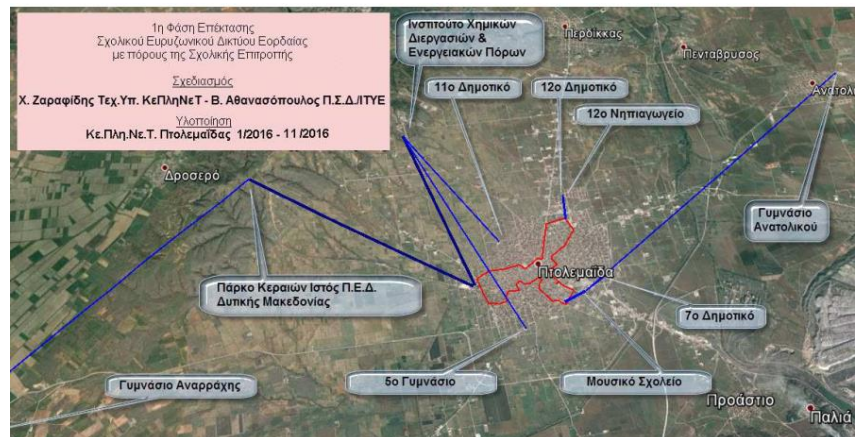 1η Φάση Επέκτασης
Σχολικού Ευρυζωνικού Δικτύου Εορδαίας
με πόρους της Σχολικής Επιτροπής
Σχεδιασμός
Χ. Ζαραφίδης Τεχ.Υπ. ΚεΠληΝεΤ - Β. Αθανασόπουλος Π.Σ.Δ./ΙΤΥΕ
Υλοποίηση
Κε.Πλη.Νε.Τ. Πτολεμαΐδας 1/2016 - 11/2016
Ινστιτούτο Χημικών
Διεργασιών &
Ενεργειακών Πόρων
Περδίκκας
Πεντάβρυσος
11ο Δημοτικό
12ο Δημοτικό
Ανατολι
12ο Νηπιαγωγείο
Δροσερό
Γυμνάσιο
Ανατολικού
Πτολεμαΐδα
Πάρκο Κεραιών Ιστός Π.Ε.Δ.
Δυτικής Μακεδονίας
7ο Δημοτικό
Γυμνάσιο Αναρράχης
5ο Γυμνάσιο
Μουσικό Σχολείο
Προάστιο
Παλιά